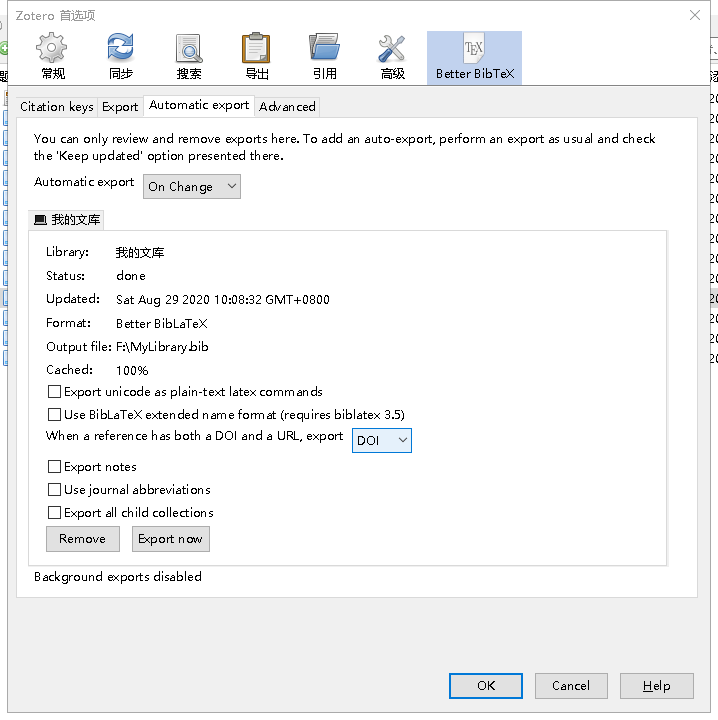 Zotero 首选项
常规 同步 搜索 导出 引用 高级 Better BibTeX
Citation keys Export Automatic export Advanced
You can only review and remove exports here. To add an auto-export, perform an export as usual and check
the 'Keep updated' option presented there.
Automatic export On Change
我的文库
Library: 我的文库
Status: done
Updated: Sat Aug 29 2020 10:08:32 GMT+0800
Format: Better BibLaTeX
Output file: F:\MyLibrary.bib
Cached: 100%
Export unicode as plain-text latex commands
Use BibLaTeX extended name format (requires biblatex 3.5)
When a reference has both a DOI and a URL, export DOI
Export notes
Use journal abbreviations
Export all child collections
Remove Export now
Background exports disabled
OK Cancel Help